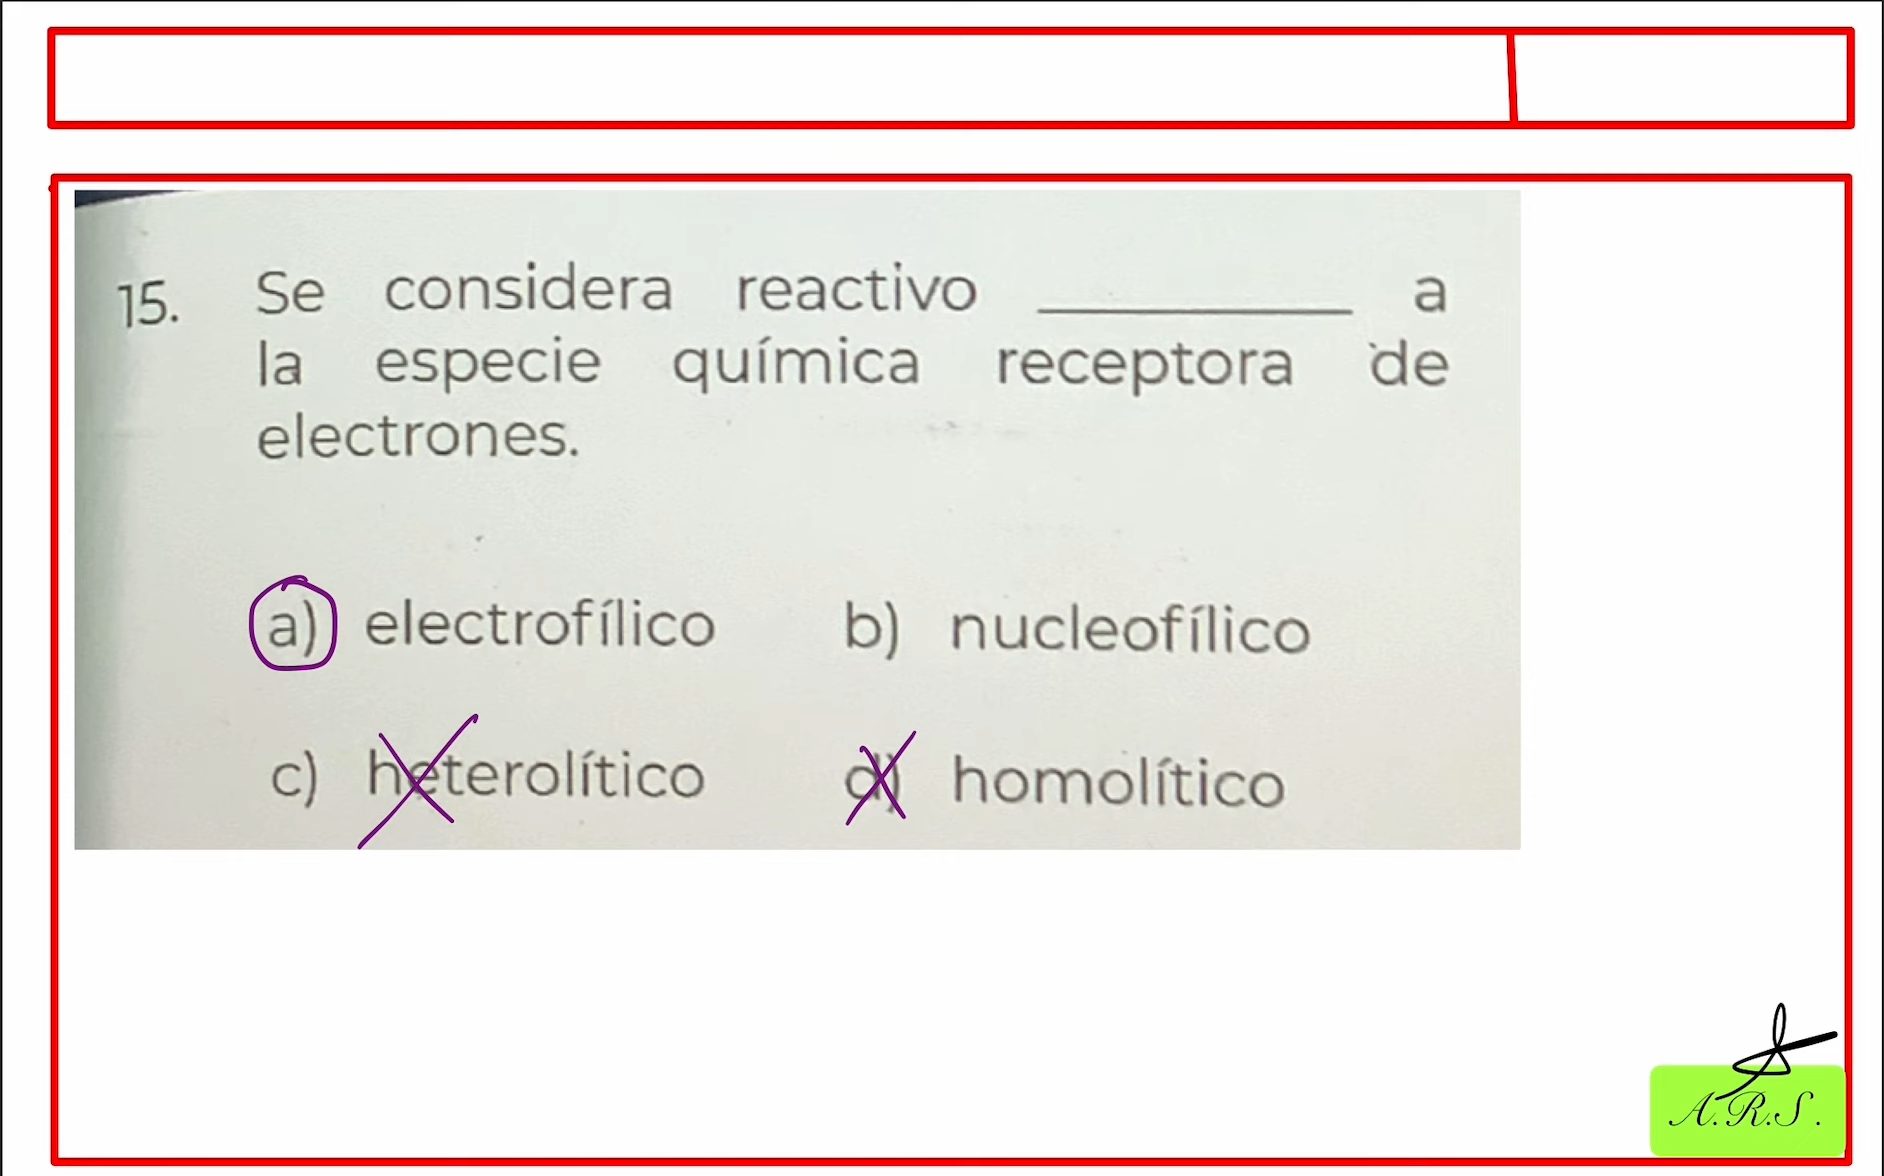 15. Se considera reactivo __________ a
la especie química receptora de
electrones.
a) electrofílico b) nucleofílico
c) heterolítico d) homolítico
A.R.S.